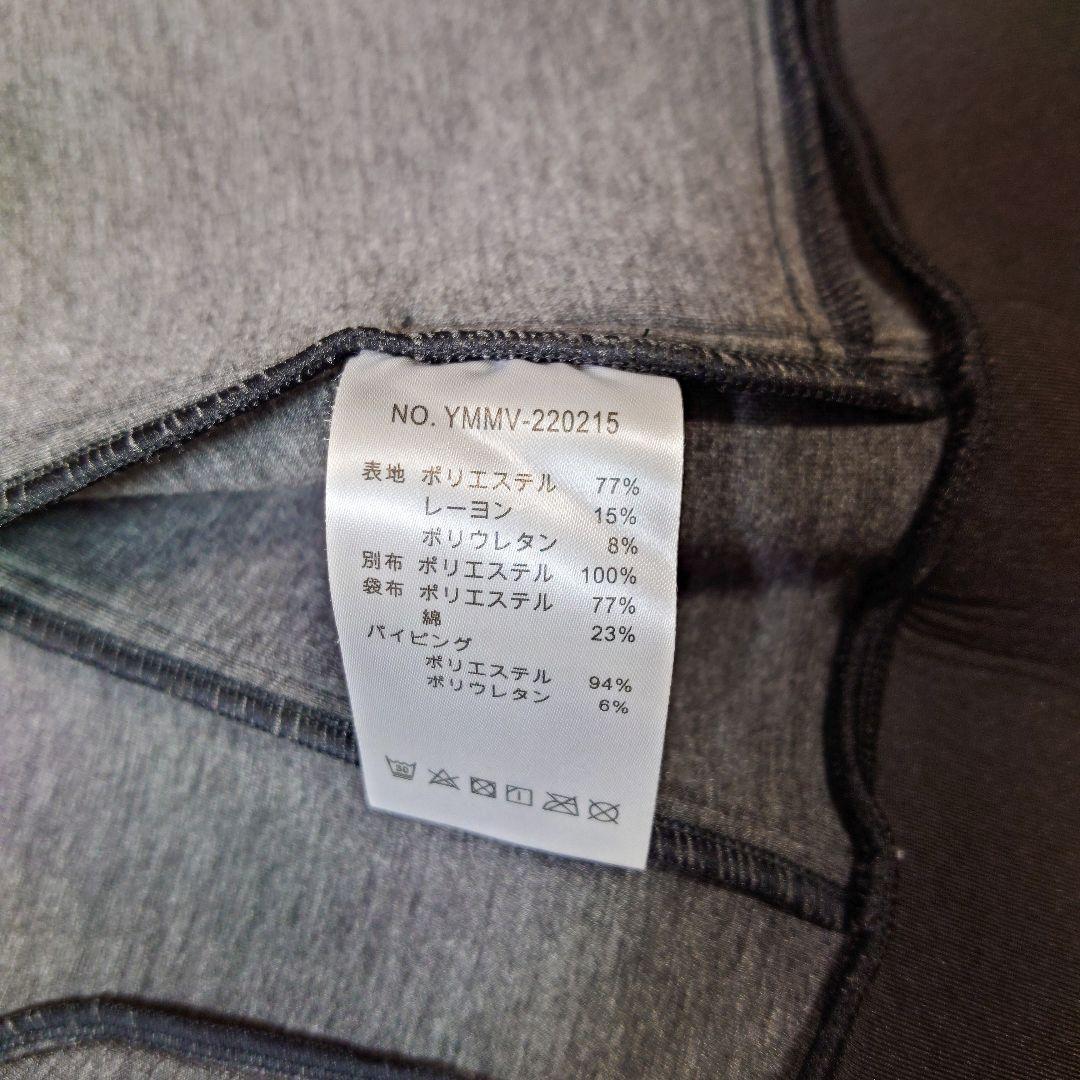 NO. YMMV-220215
表地 ポリエステル 77%
レーヨン 15%
ポリウレタン 8%
別布 ポリエステル 100%
袋布 ポリエステル 77%
綿 23%
パイピング
ポリエステル 94%
ポリウレタン 6%